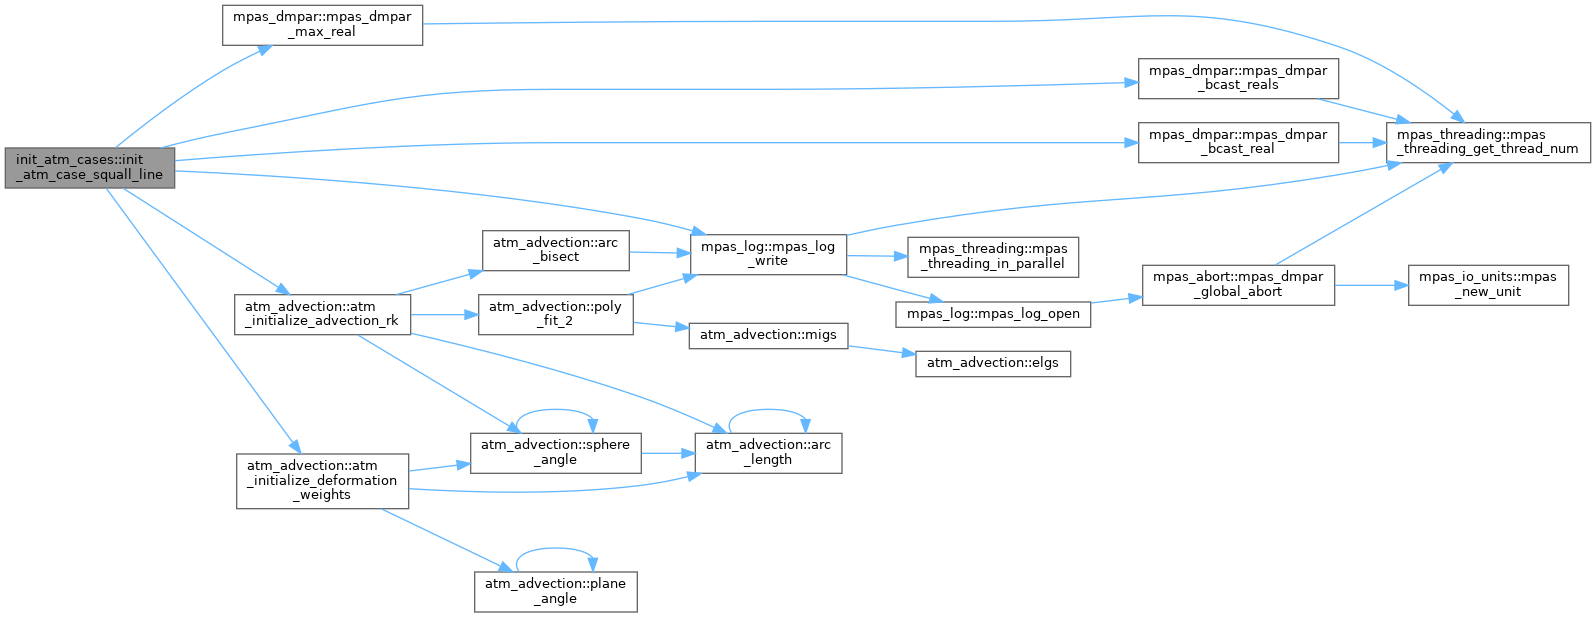 mpas_dmpar::mpas_dmpar
_max_real
mpas_dmpar::mpas_dmpar
_bcast_reals
mpas_dmpar::mpas_dmpar
_bcast_real
mpas_threading::mpas
_threading_get_thread_num
init_atm_cases::init
_atm_case_squall_line
atm_advection::arc
_bisect
mpas_log::mpas_log
_write
mpas_threading::mpas
_threading_in_parallel
mpas_abort::mpas_dmpar
_global_abort
mpas_io_units::mpas
_new_unit
atm_advection::atm
_initialize_advection_rk
atm_advection::poly
_fit_2
mpas_log::mpas_log_open
atm_advection::migs
atm_advection::elgs
atm_advection::sphere
_angle
atm_advection::arc
_length
atm_advection::atm
_initialize_deformation
_weights
atm_advection::plane
_angle